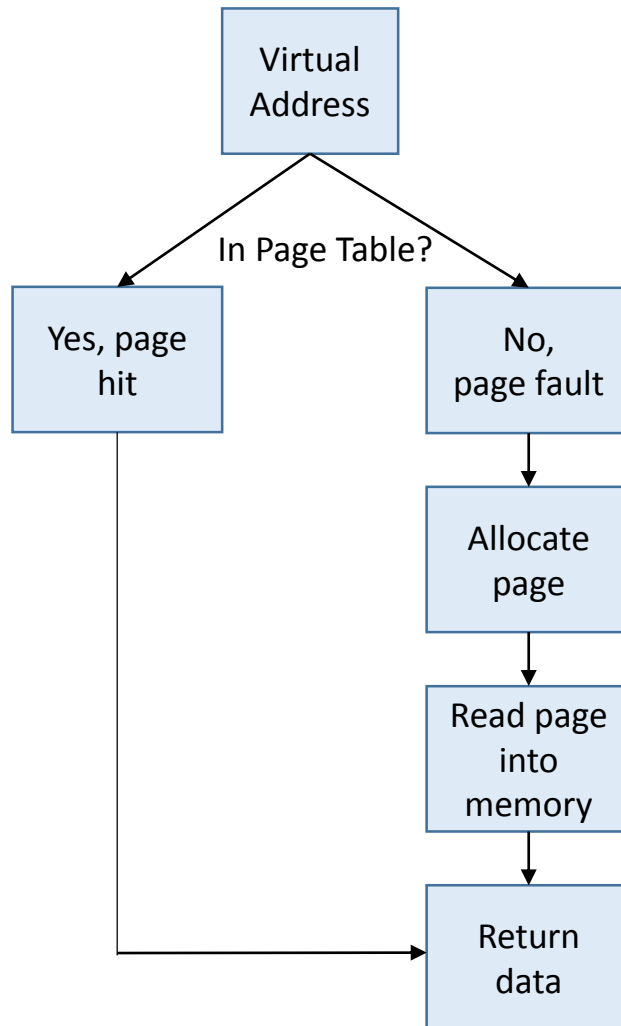 Virtual
Address
In Page Table?
Yes, page
hit
No,
page fault
Allocate
page
Read page
into
memory
Return
data